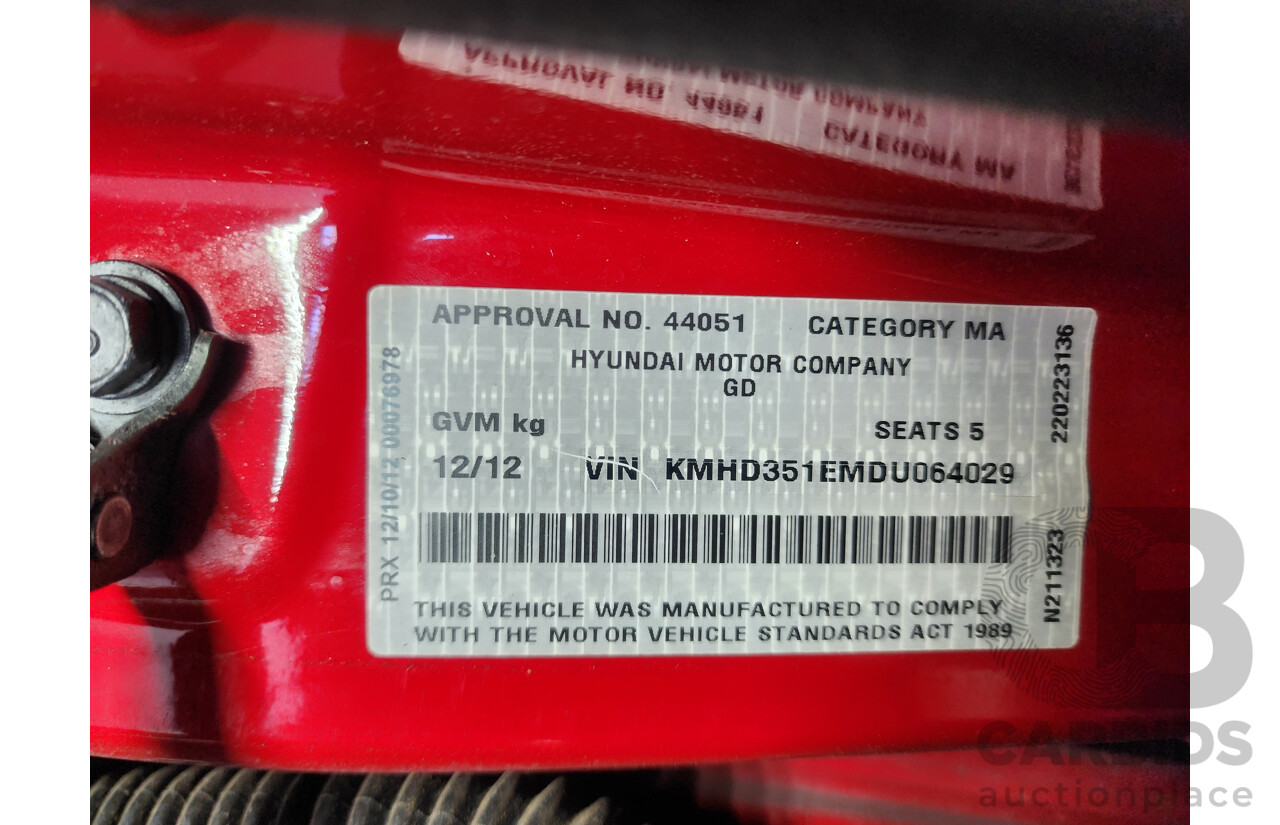 APPROVAL NO. 44051 CATEGORY MA
HYUNDAI MOTOR COMPANY
GD
GVM kg SEATS 5
12/12 VIN KMHD351EMDU064029
THIS VEHICLE WAS MANUFACTURED TO COMPLY
WITH THE MOTOR VEHICLE STANDARDS ACT 1989
PRX 12/10/12 00076978
220223136
N211323
CARBIDS
auctionplace